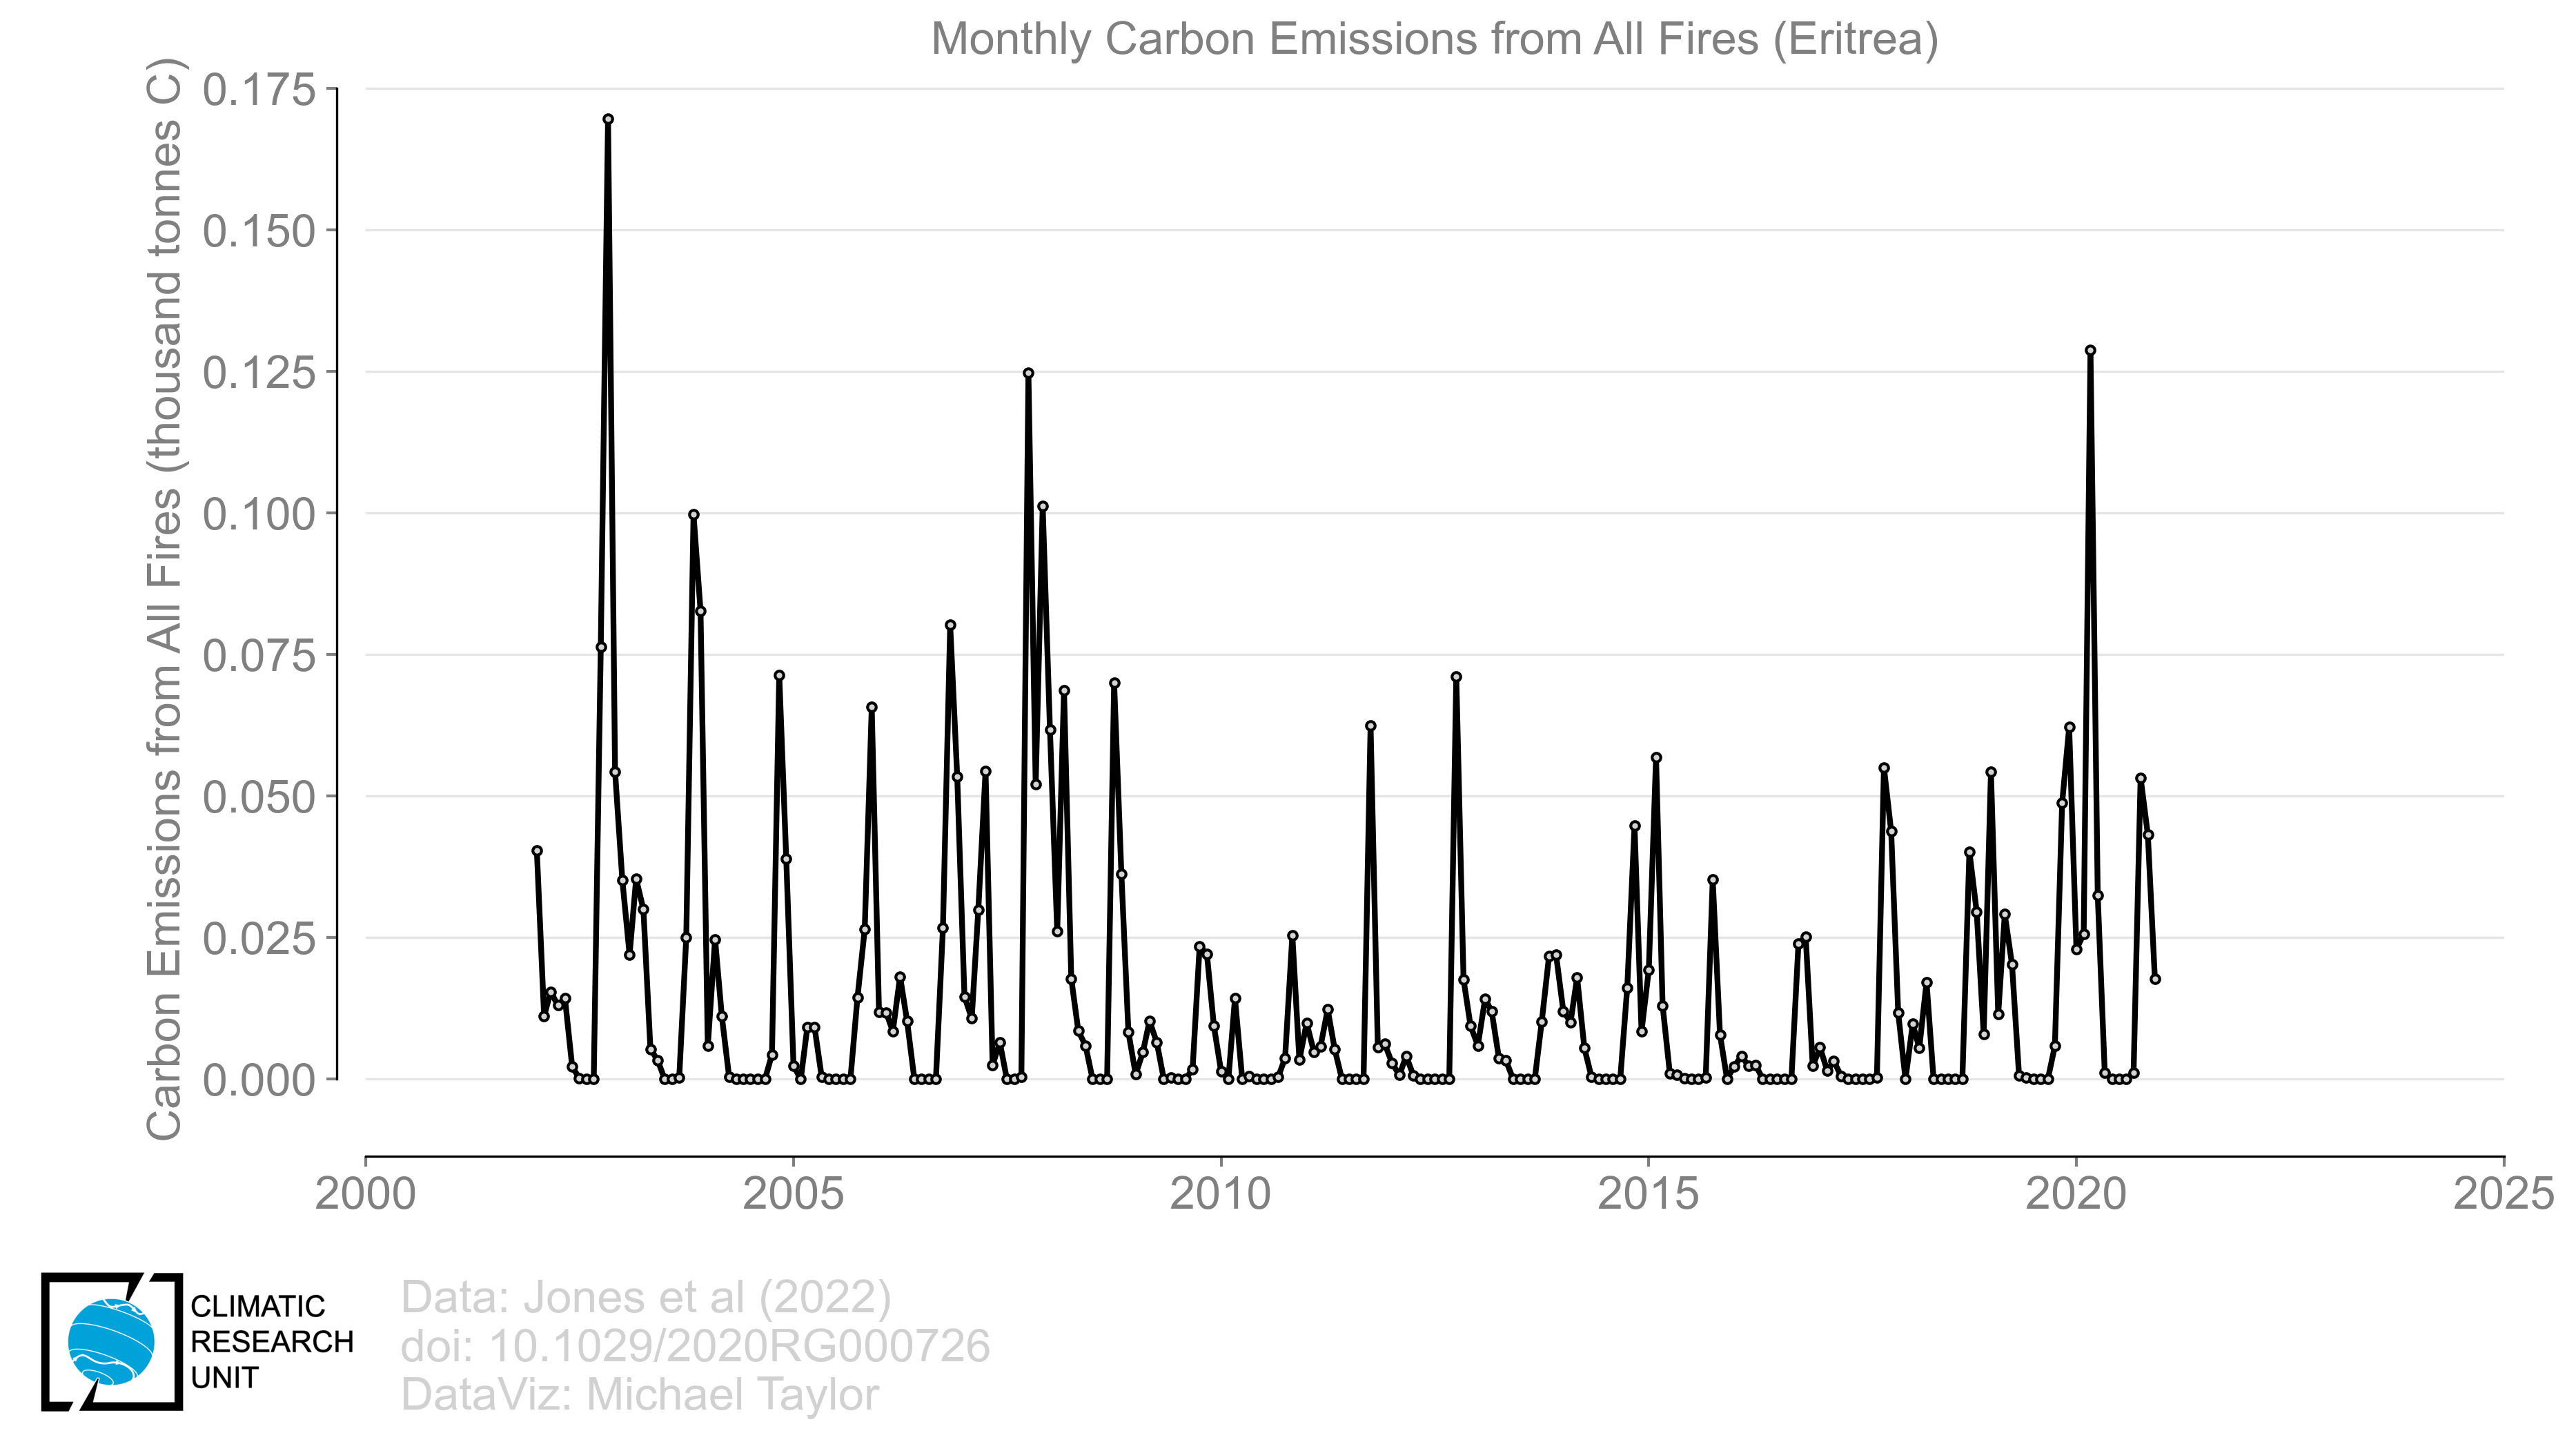 Monthly Carbon Emissions from All Fires (Eritrea)
Carbon Emissions from All Fires (thousand tonnes C)
0.175
0.150
0.125
0.100
0.075
0.050
0.025
0.000
2000
2005
2010
2015
2020
2025
CLIMATIC
RESEARCH
UNIT
Data: Jones et al (2022)
doi: 10.1029/2020RG000726
DataViz: Michael Taylor